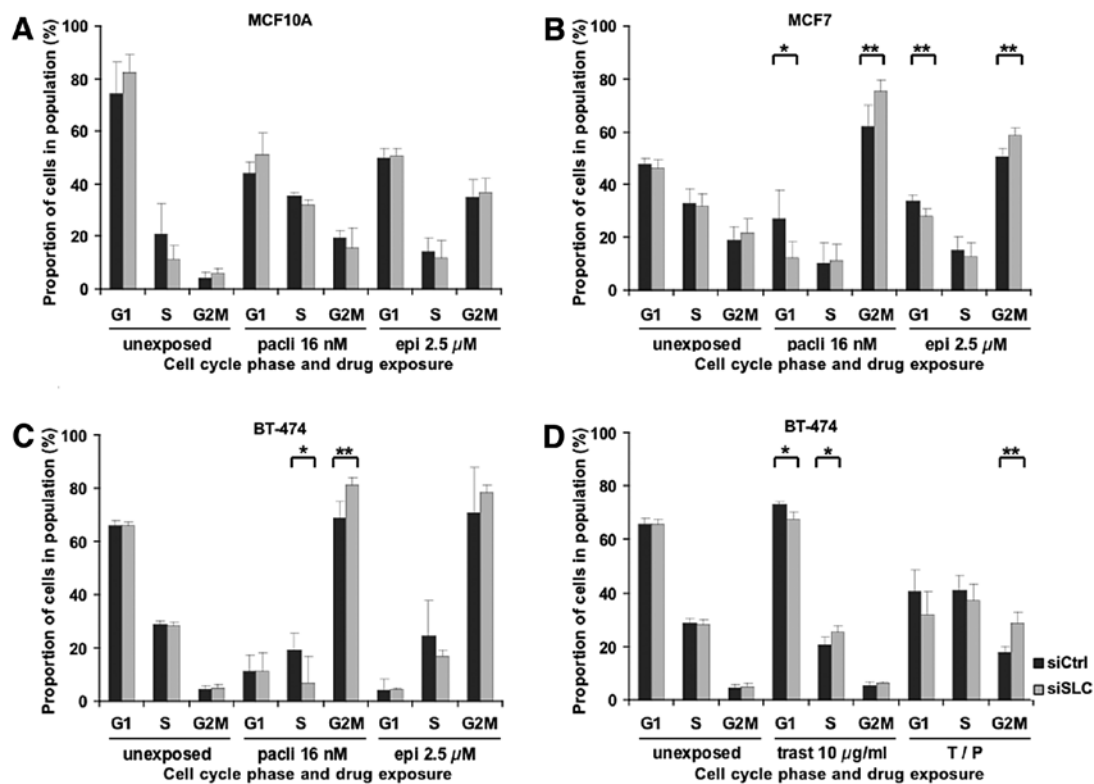 A
MCF10A
Proportion of cells in population (%)
100
80
60
40
20
0
G1 S G2M G1 S G2M G1 S G2M
unexposed pacli 16 nM epi 2.5 µM
Cell cycle phase and drug exposure
B
MCF7
Proportion of cells in population (%)
100
80
60
40
20
0
* ** ** **
G1 S G2M G1 S G2M G1 S G2M
unexposed pacli 16 nM epi 2.5 µM
Cell cycle phase and drug exposure
C
BT-474
Proportion of cells in population (%)
100
80
60
40
20
0
* **
G1 S G2M G1 S G2M G1 S G2M
unexposed pacli 16 nM epi 2.5 µM
Cell cycle phase and drug exposure
D
BT-474
Proportion of cells in population (%)
100
80
60
40
20
0
* * **
G1 S G2M G1 S G2M G1 S G2M
unexposed trast 10 µg/ml T / P
Cell cycle phase and drug exposure
siCtrl
siSLC